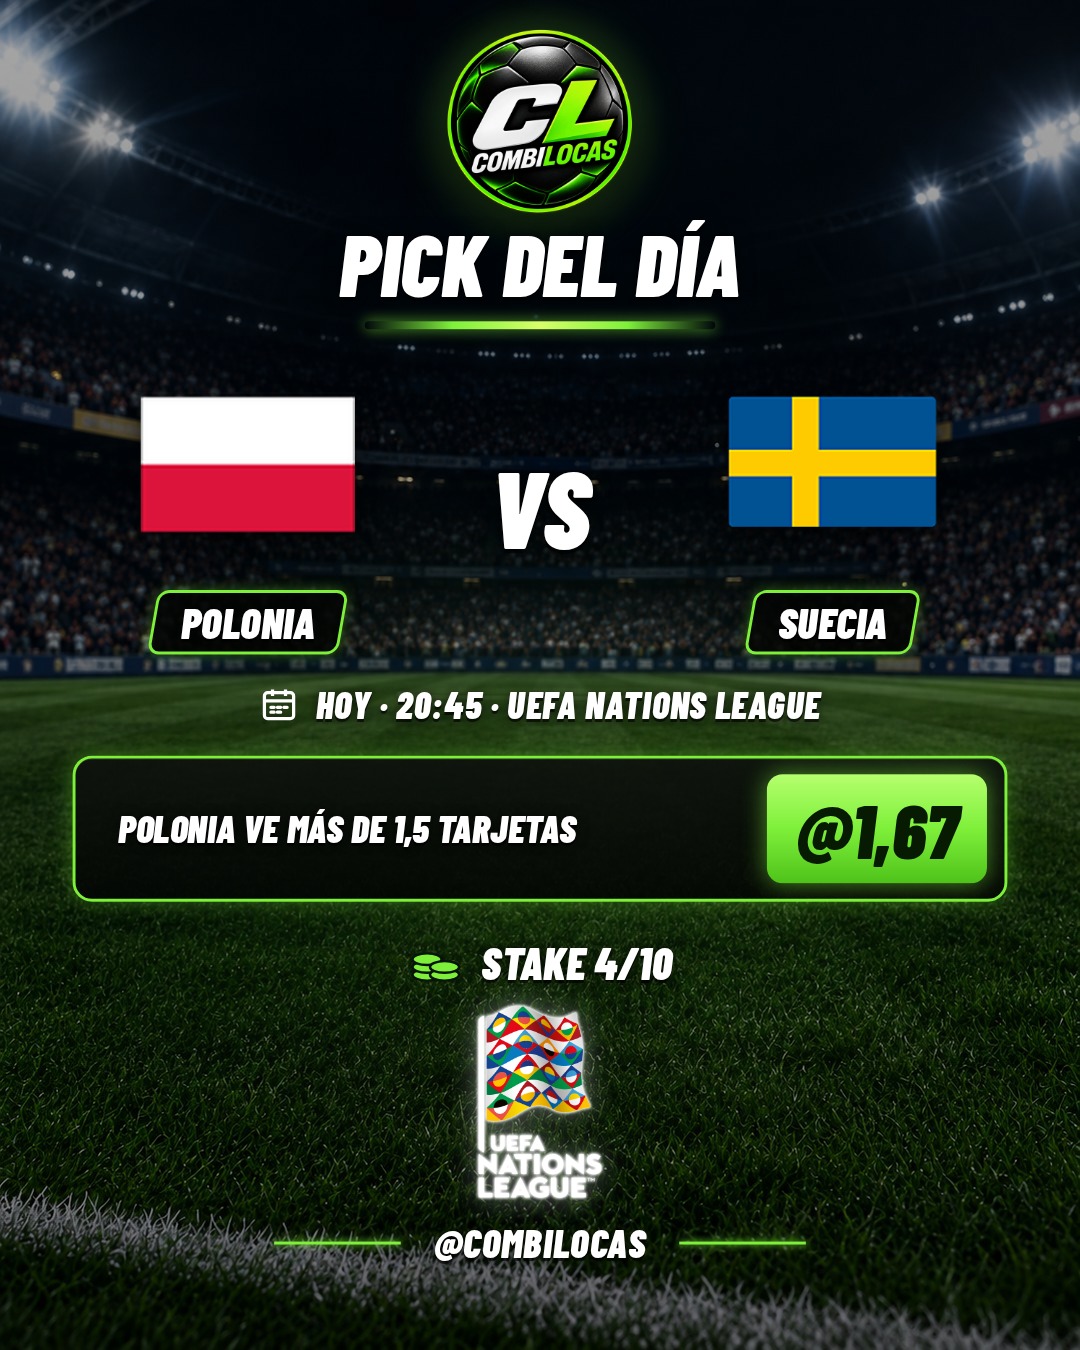 CL
COMBILOCAS
PICK DEL DÍA
VS
POLONIA
SUECIA
HOY · 20:45 · UEFA NATIONS LEAGUE
POLONIA VE MÁS DE 1,5 TARJETAS
@1,67
STAKE 4/10
UEFA
NATIONS
LEAGUE™
@COMBILOCAS